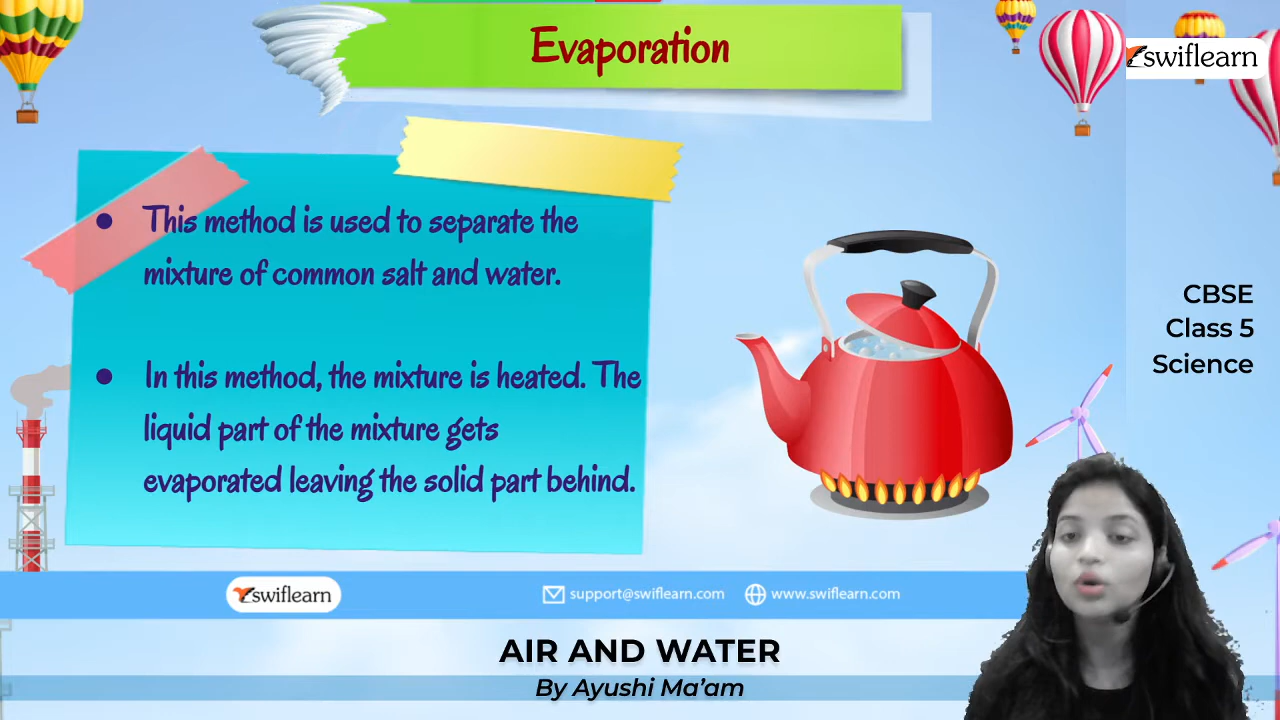 Evaporation
swiflearn
● This method is used to separate the
mixture of common salt and water.
● In this method, the mixture is heated. The
liquid part of the mixture gets
evaporated leaving the solid part behind.
CBSE
Class 5
Science
swiflearn
support@swiflearn.com
www.swiflearn.com
AIR AND WATER
By Ayushi Ma'am